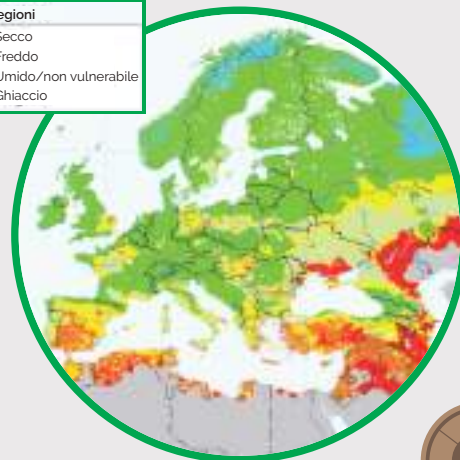 egioni
Secco
Freddo
Umido/non vulnerabile
Ghiaccio